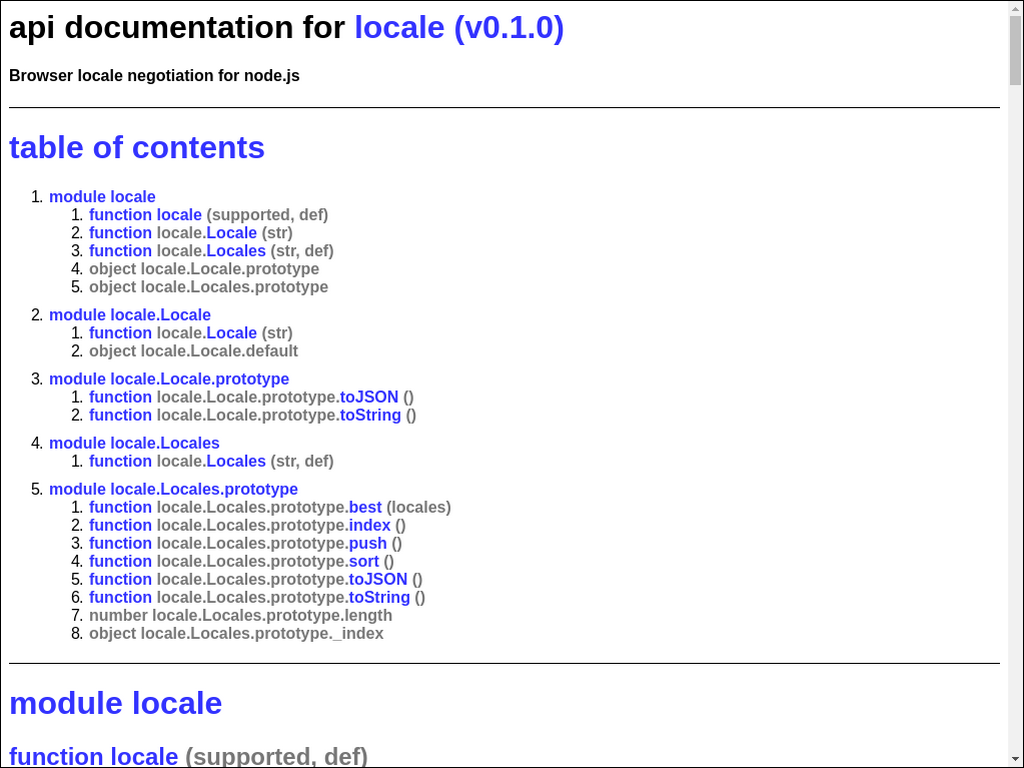 api documentation for locale (v0.1.0)
Browser locale negotiation for node.js
table of contents
1. module locale
1. function locale (supported, def)
2. function locale.Locale (str)
3. function locale.Locales (str, def)
4. object locale.Locale.prototype
5. object locale.Locales.prototype
2. module locale.Locale
1. function locale.Locale (str)
2. object locale.Locale.default
3. module locale.Locale.prototype
1. function locale.Locale.prototype.toJSON ()
2. function locale.Locale.prototype.toString ()
4. module locale.Locales
1. function locale.Locales (str, def)
5. module locale.Locales.prototype
1. function locale.Locales.prototype.best (locales)
2. function locale.Locales.prototype.index ()
3. function locale.Locales.prototype.push ()
4. function locale.Locales.prototype.sort ()
5. function locale.Locales.prototype.toJSON ()
6. function locale.Locales.prototype.toString ()
7. number locale.Locales.prototype.length
8. object locale.Locales.prototype._index
module locale
function locale (supported, def)